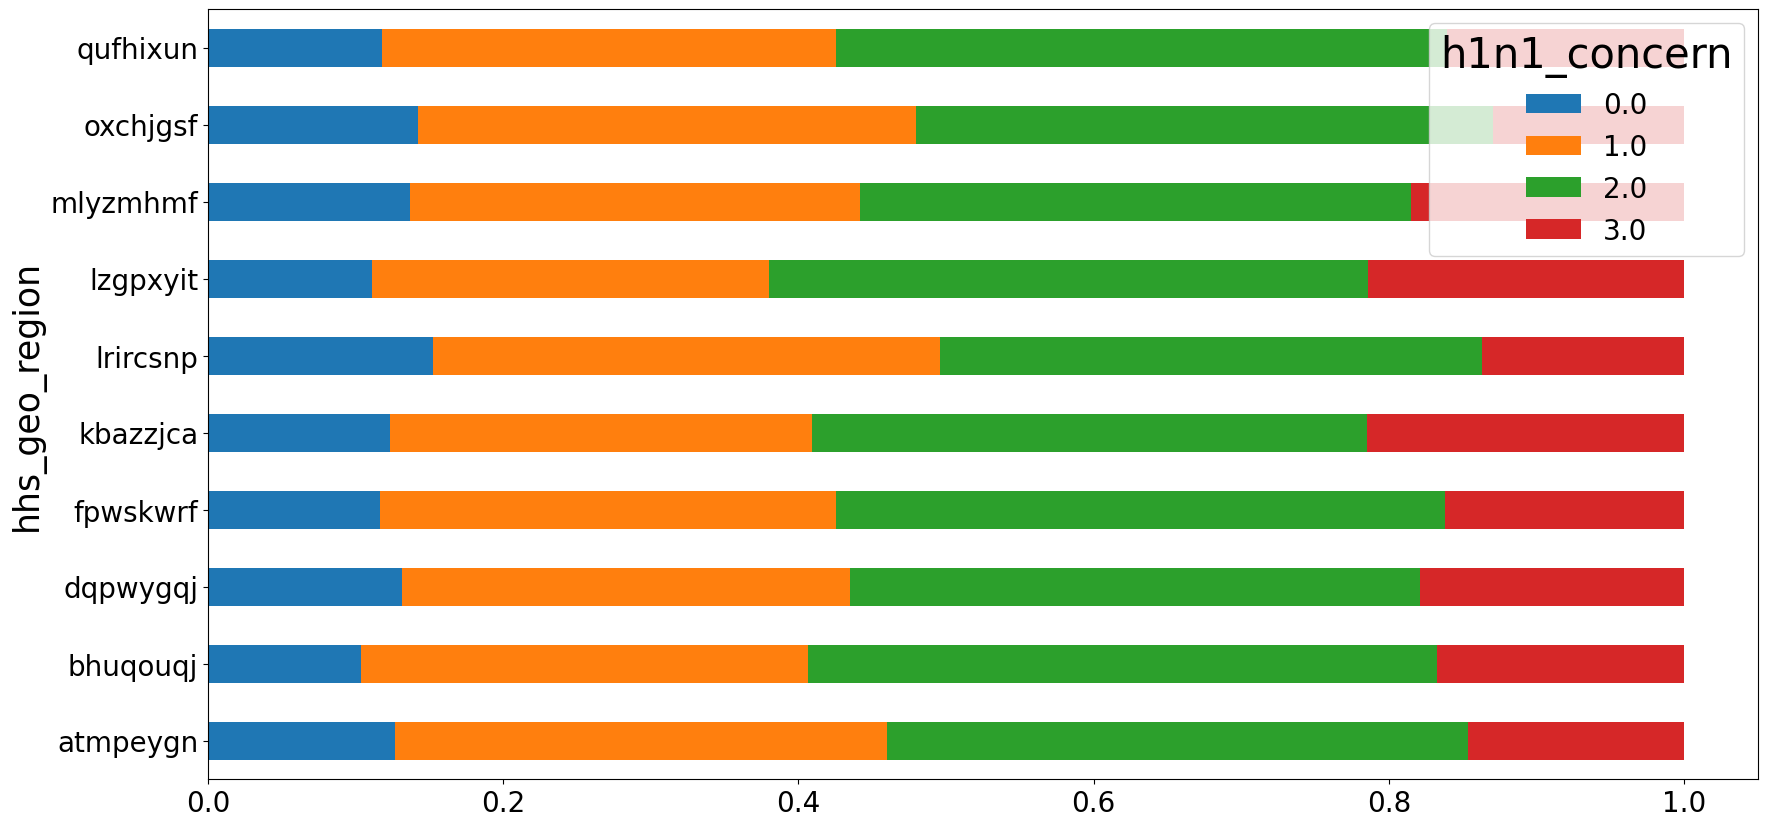 qufhixun
oxchjgsf
mlyzmhmf
lzgpxyit
lrircsnp
kbazzjca
fpwskwrf
dqpwygqj
bhuqouqj
atmpeygn
hhs_geo_region
0.0 0.2 0.4 0.6 0.8 1.0
h1n1_concern
0.0
1.0
2.0
3.0